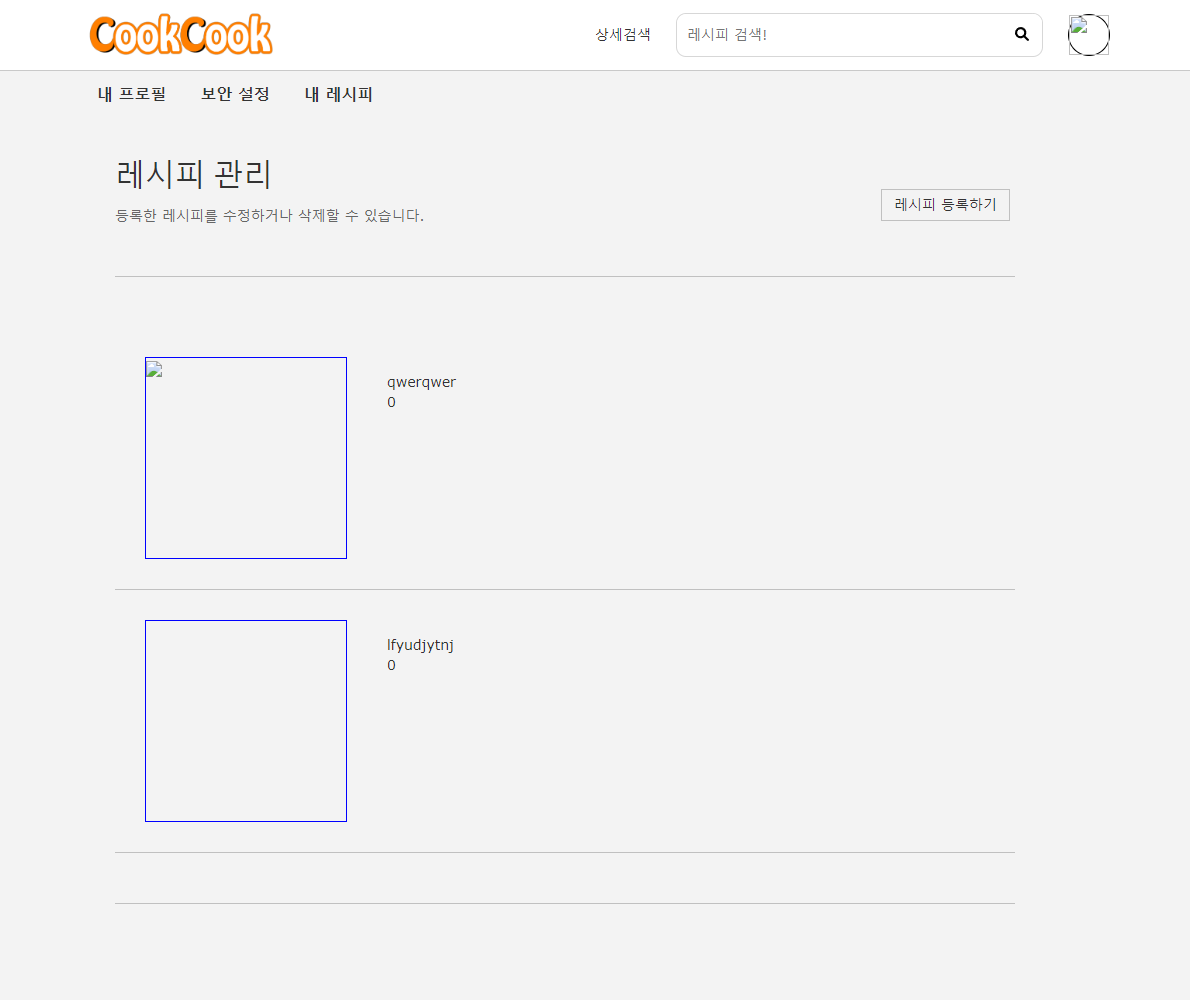 CookCook
상세검색
레시피 검색!
내 프로필 보안 설정 내 레시피
레시피 관리
등록한 레시피를 수정하거나 삭제할 수 있습니다.
레시피 등록하기
qwerqwer
0
lfyudjytnj
0